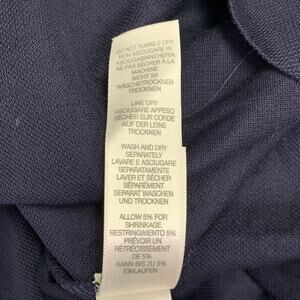 DO NOT TUMBLE DRY
NON ASCIUGARE IN
ASCIUGABIANCHERIA
NE PAS SÉCHER À LA
MACHINE
NICHT IM
WÄSCHETROCKNER
TROCKNEN
LINE DRY
ASCIUGARE APPESO
SÉCHER SUR CORDE
AUF DER LEINE
TROCKNEN
WASH AND DRY
SEPARATELY
LAVARE E ASCIUGARE
SEPARATAMENTE
LAVER ET SÉCHER
SÉPARÉMENT
SEPARAT WASCHEN
UND TROCKNEN
ALLOW 5% FOR
SHRINKAGE
RESTRINGIMENTO 5%
PRÉVOIR UN
RÉTRÉCISSEMENT
DE 5%
KANN BIS ZU 5%
EINLAUFEN